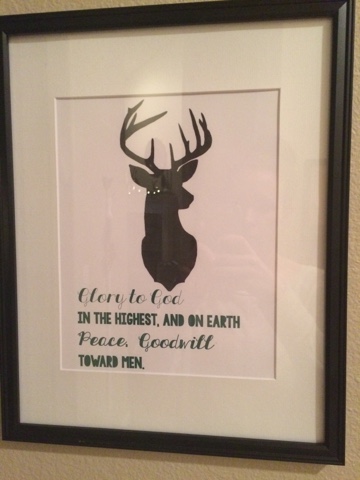 Glory to God
IN THE HIGHEST, AND ON EARTH
Peace, Goodwill
TOWARD MEN.